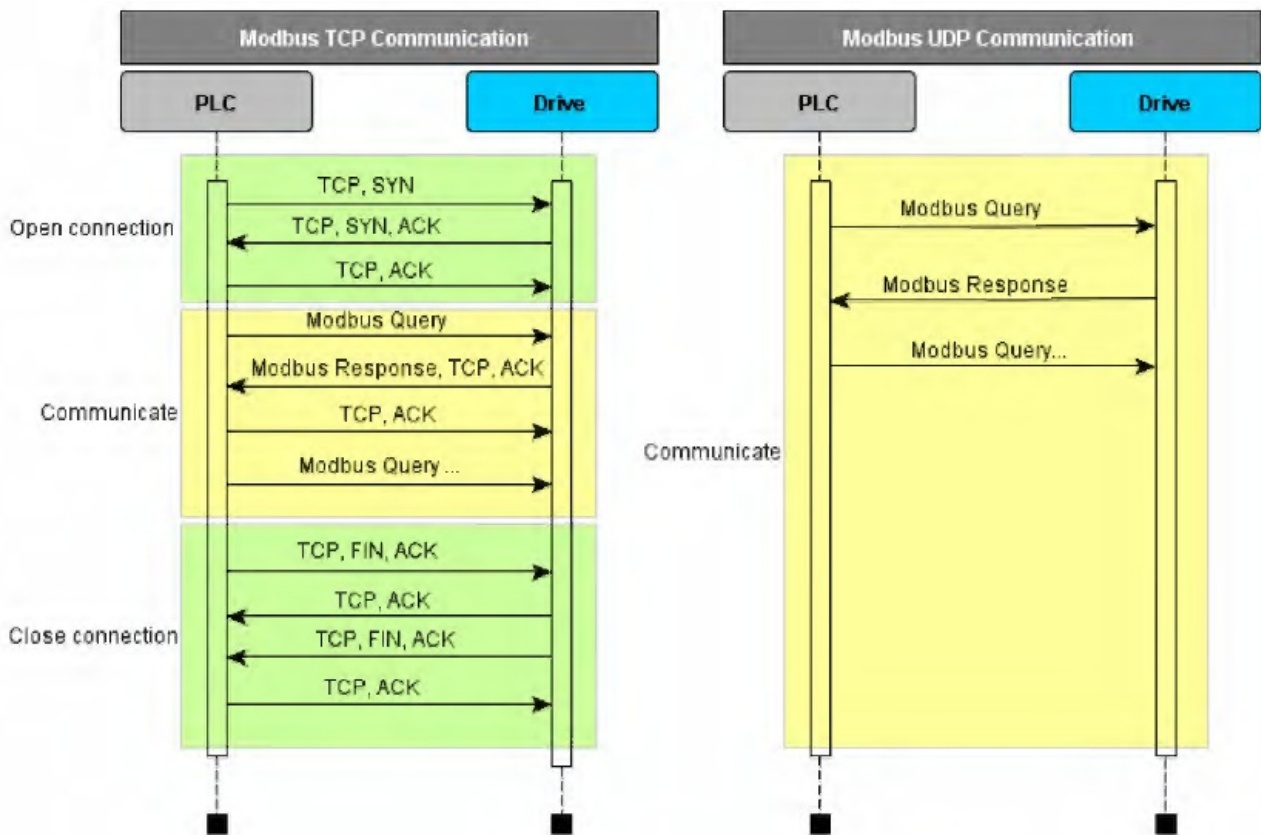 Modbus TCP Communication
PLC
Drive
Open connection
TCP, SYN
TCP, SYN, ACK
TCP, ACK
Communicate
Modbus Query
Modbus Response, TCP, ACK
TCP, ACK
Modbus Query ...
Close connection
TCP, FIN, ACK
TCP, ACK
TCP, FIN, ACK
TCP, ACK
Modbus UDP Communication
PLC
Drive
Communicate
Modbus Query
Modbus Response
Modbus Query...